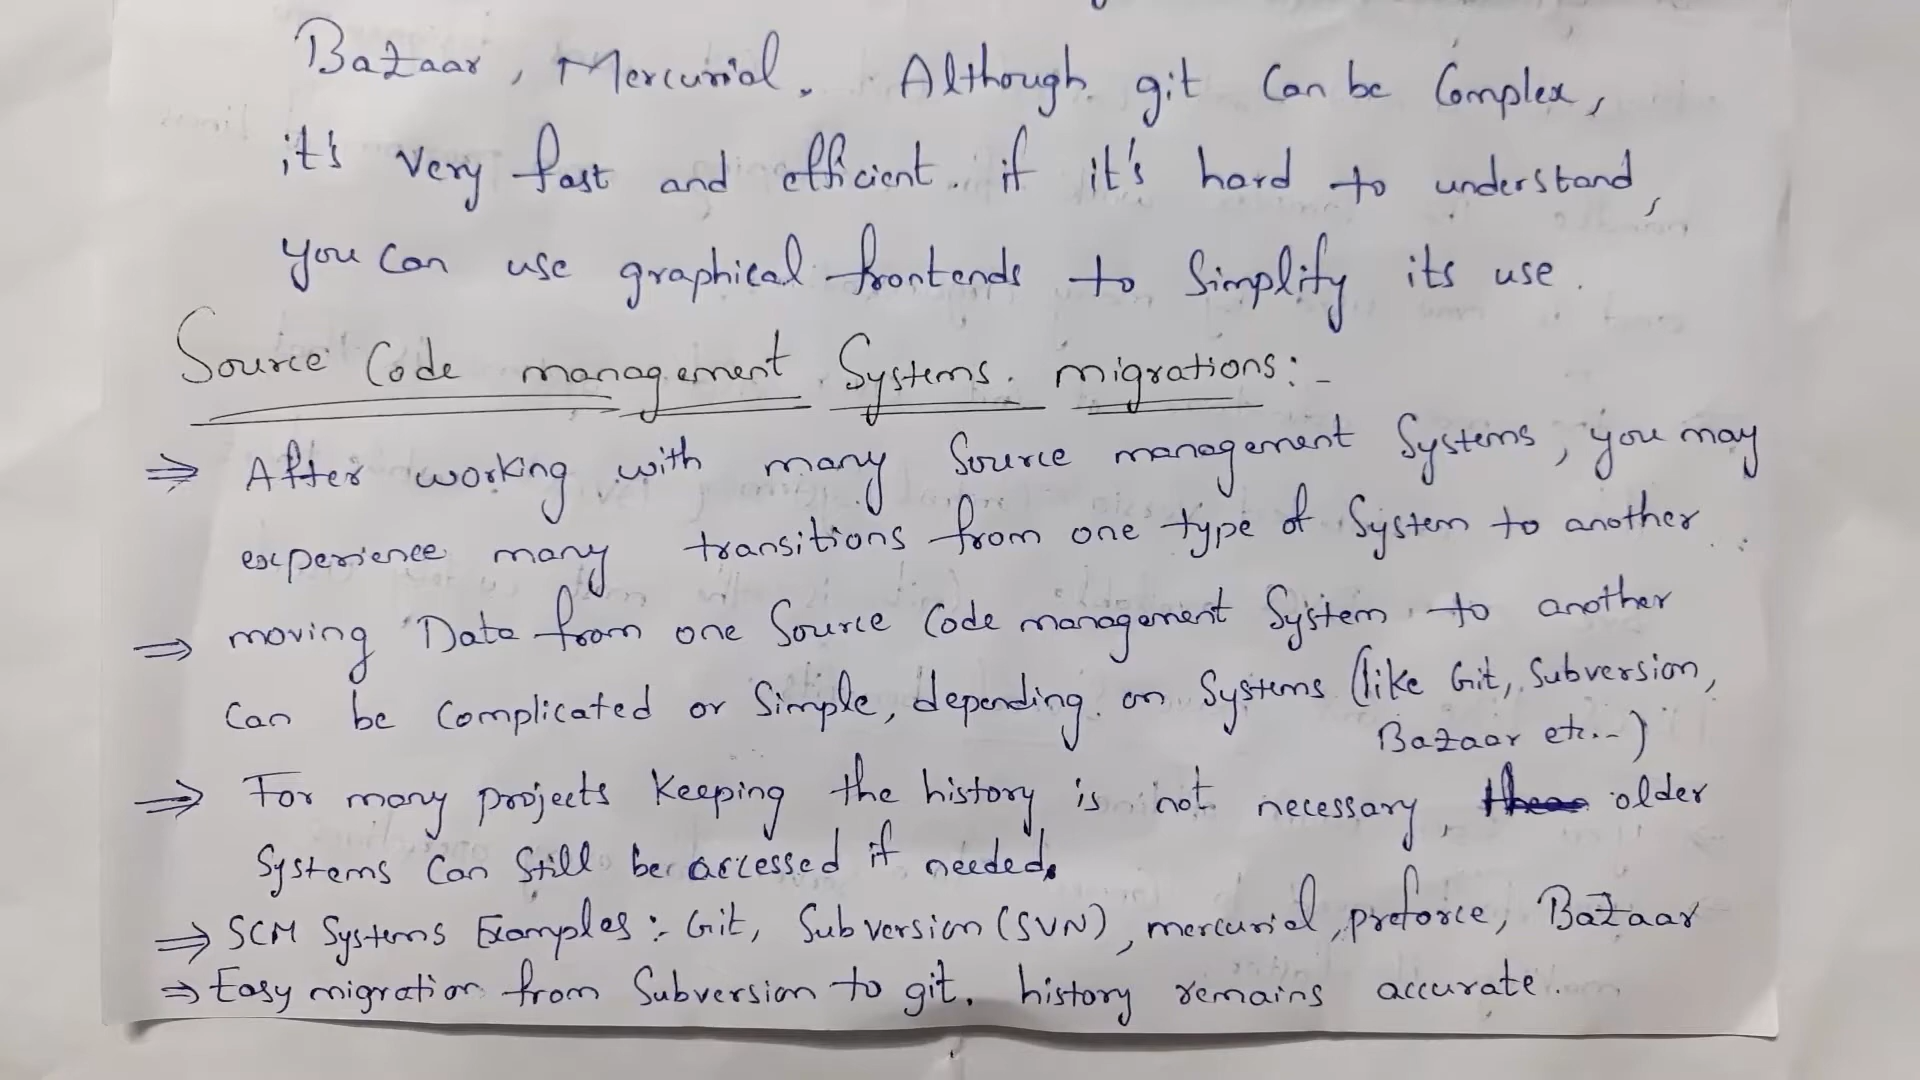 Bazaar, Mercurial. Although git Can be Complex,
it's very fast and efficient. if it's hard to understand,
you Can use graphical frontends to Simplify its use.
Source Code management Systems. migrations:-
⇒ After working with many Source management Systems, you may
experience many transitions from one type of System to another.
⇒ moving Data from one Source Code management System to another
Can be Complicated or Simple, depending on Systems (like Git, Subversion,
Bazaar etc..-)
⇒ For many projects Keeping the history is not necessary, older
Systems Can Still be accessed if needed.
⇒ SCM Systems Examples:- Git, Subversion (SVN), mercurial, preforce, Bazaar
⇒ Easy migration from Subversion to git. history remains accurate.